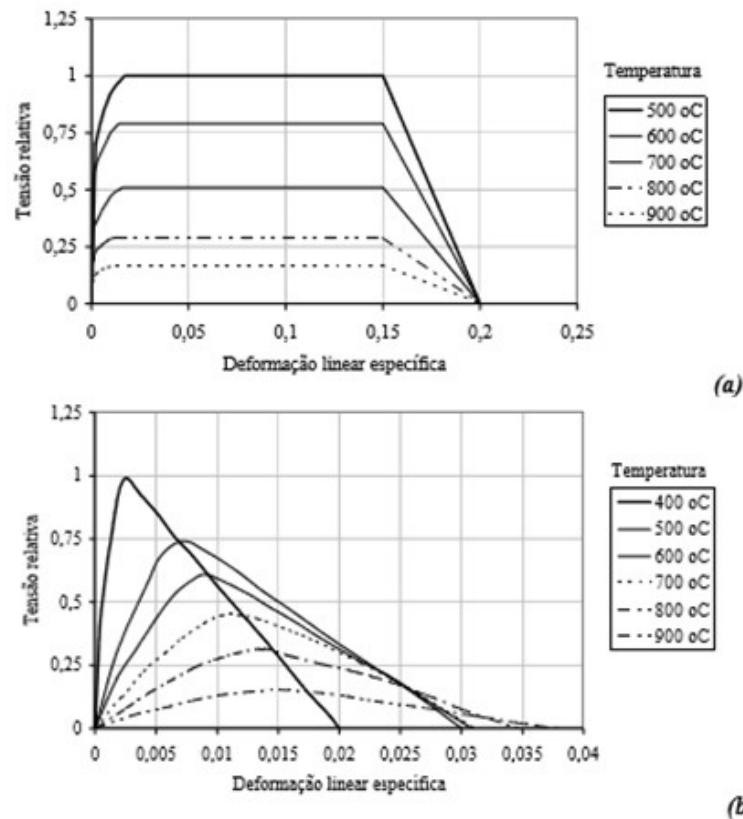 1,25
1
0,75
0,5
0,25
0
Tensão relativa
0 0,05 0,1 0,15 0,2 0,25
Deformação linear específica
Temperatura
500 oC
600 oC
700 oC
800 oC
900 oC
(a)
1,25
1
0,75
0,5
0,25
0
Tensão relativa
0 0,005 0,01 0,015 0,02 0,025 0,03 0,035 0,04
Deformação linear específica
Temperatura
400 oC
500 oC
600 oC
700 oC
800 oC
900 oC
(b